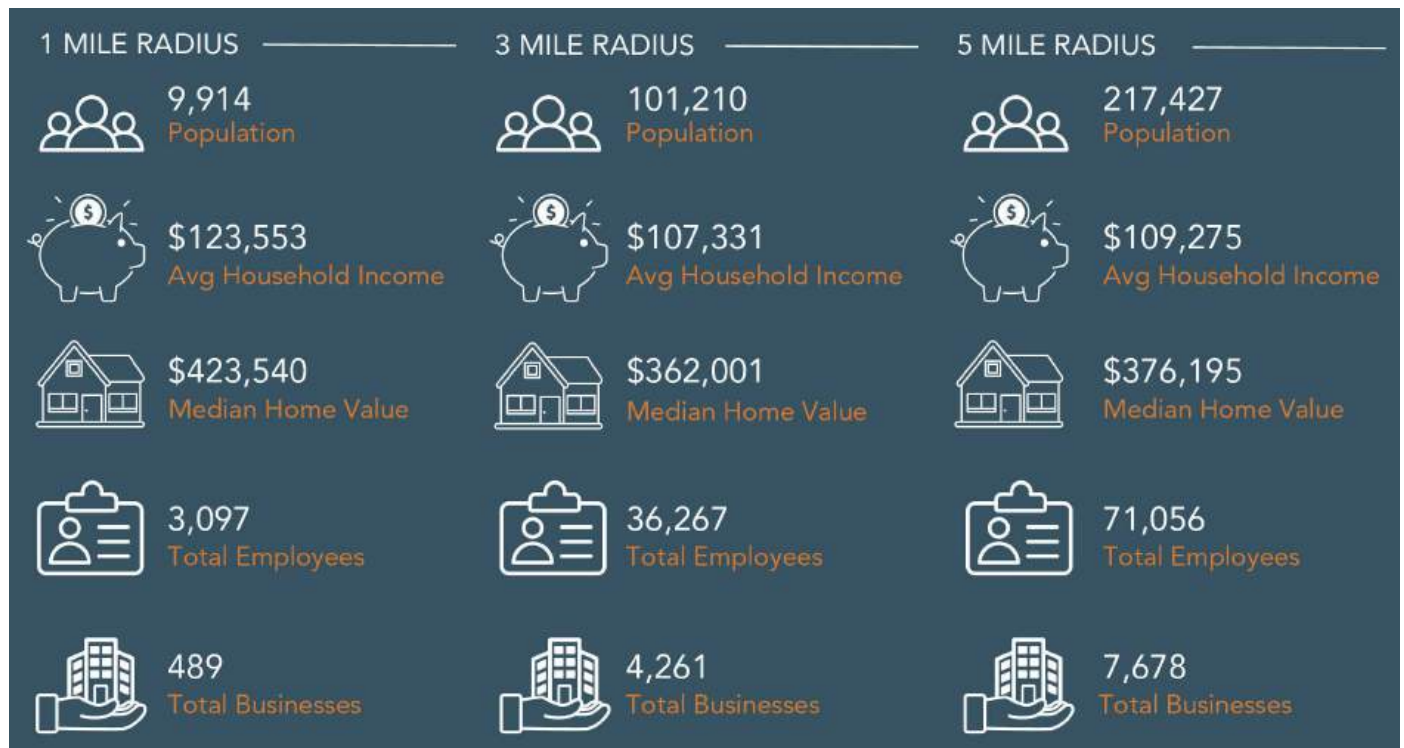 1 MILE RADIUS
9,914
Population
$123,553
Avg Household Income
$423,540
Median Home Value
3,097
Total Employees
489
Total Businesses
3 MILE RADIUS
101,210
Population
$107,331
Avg Household Income
$362,001
Median Home Value
36,267
Total Employees
4,261
Total Businesses
5 MILE RADIUS
217,427
Population
$109,275
Avg Household Income
$376,195
Median Home Value
71,056
Total Employees
7,678
Total Businesses